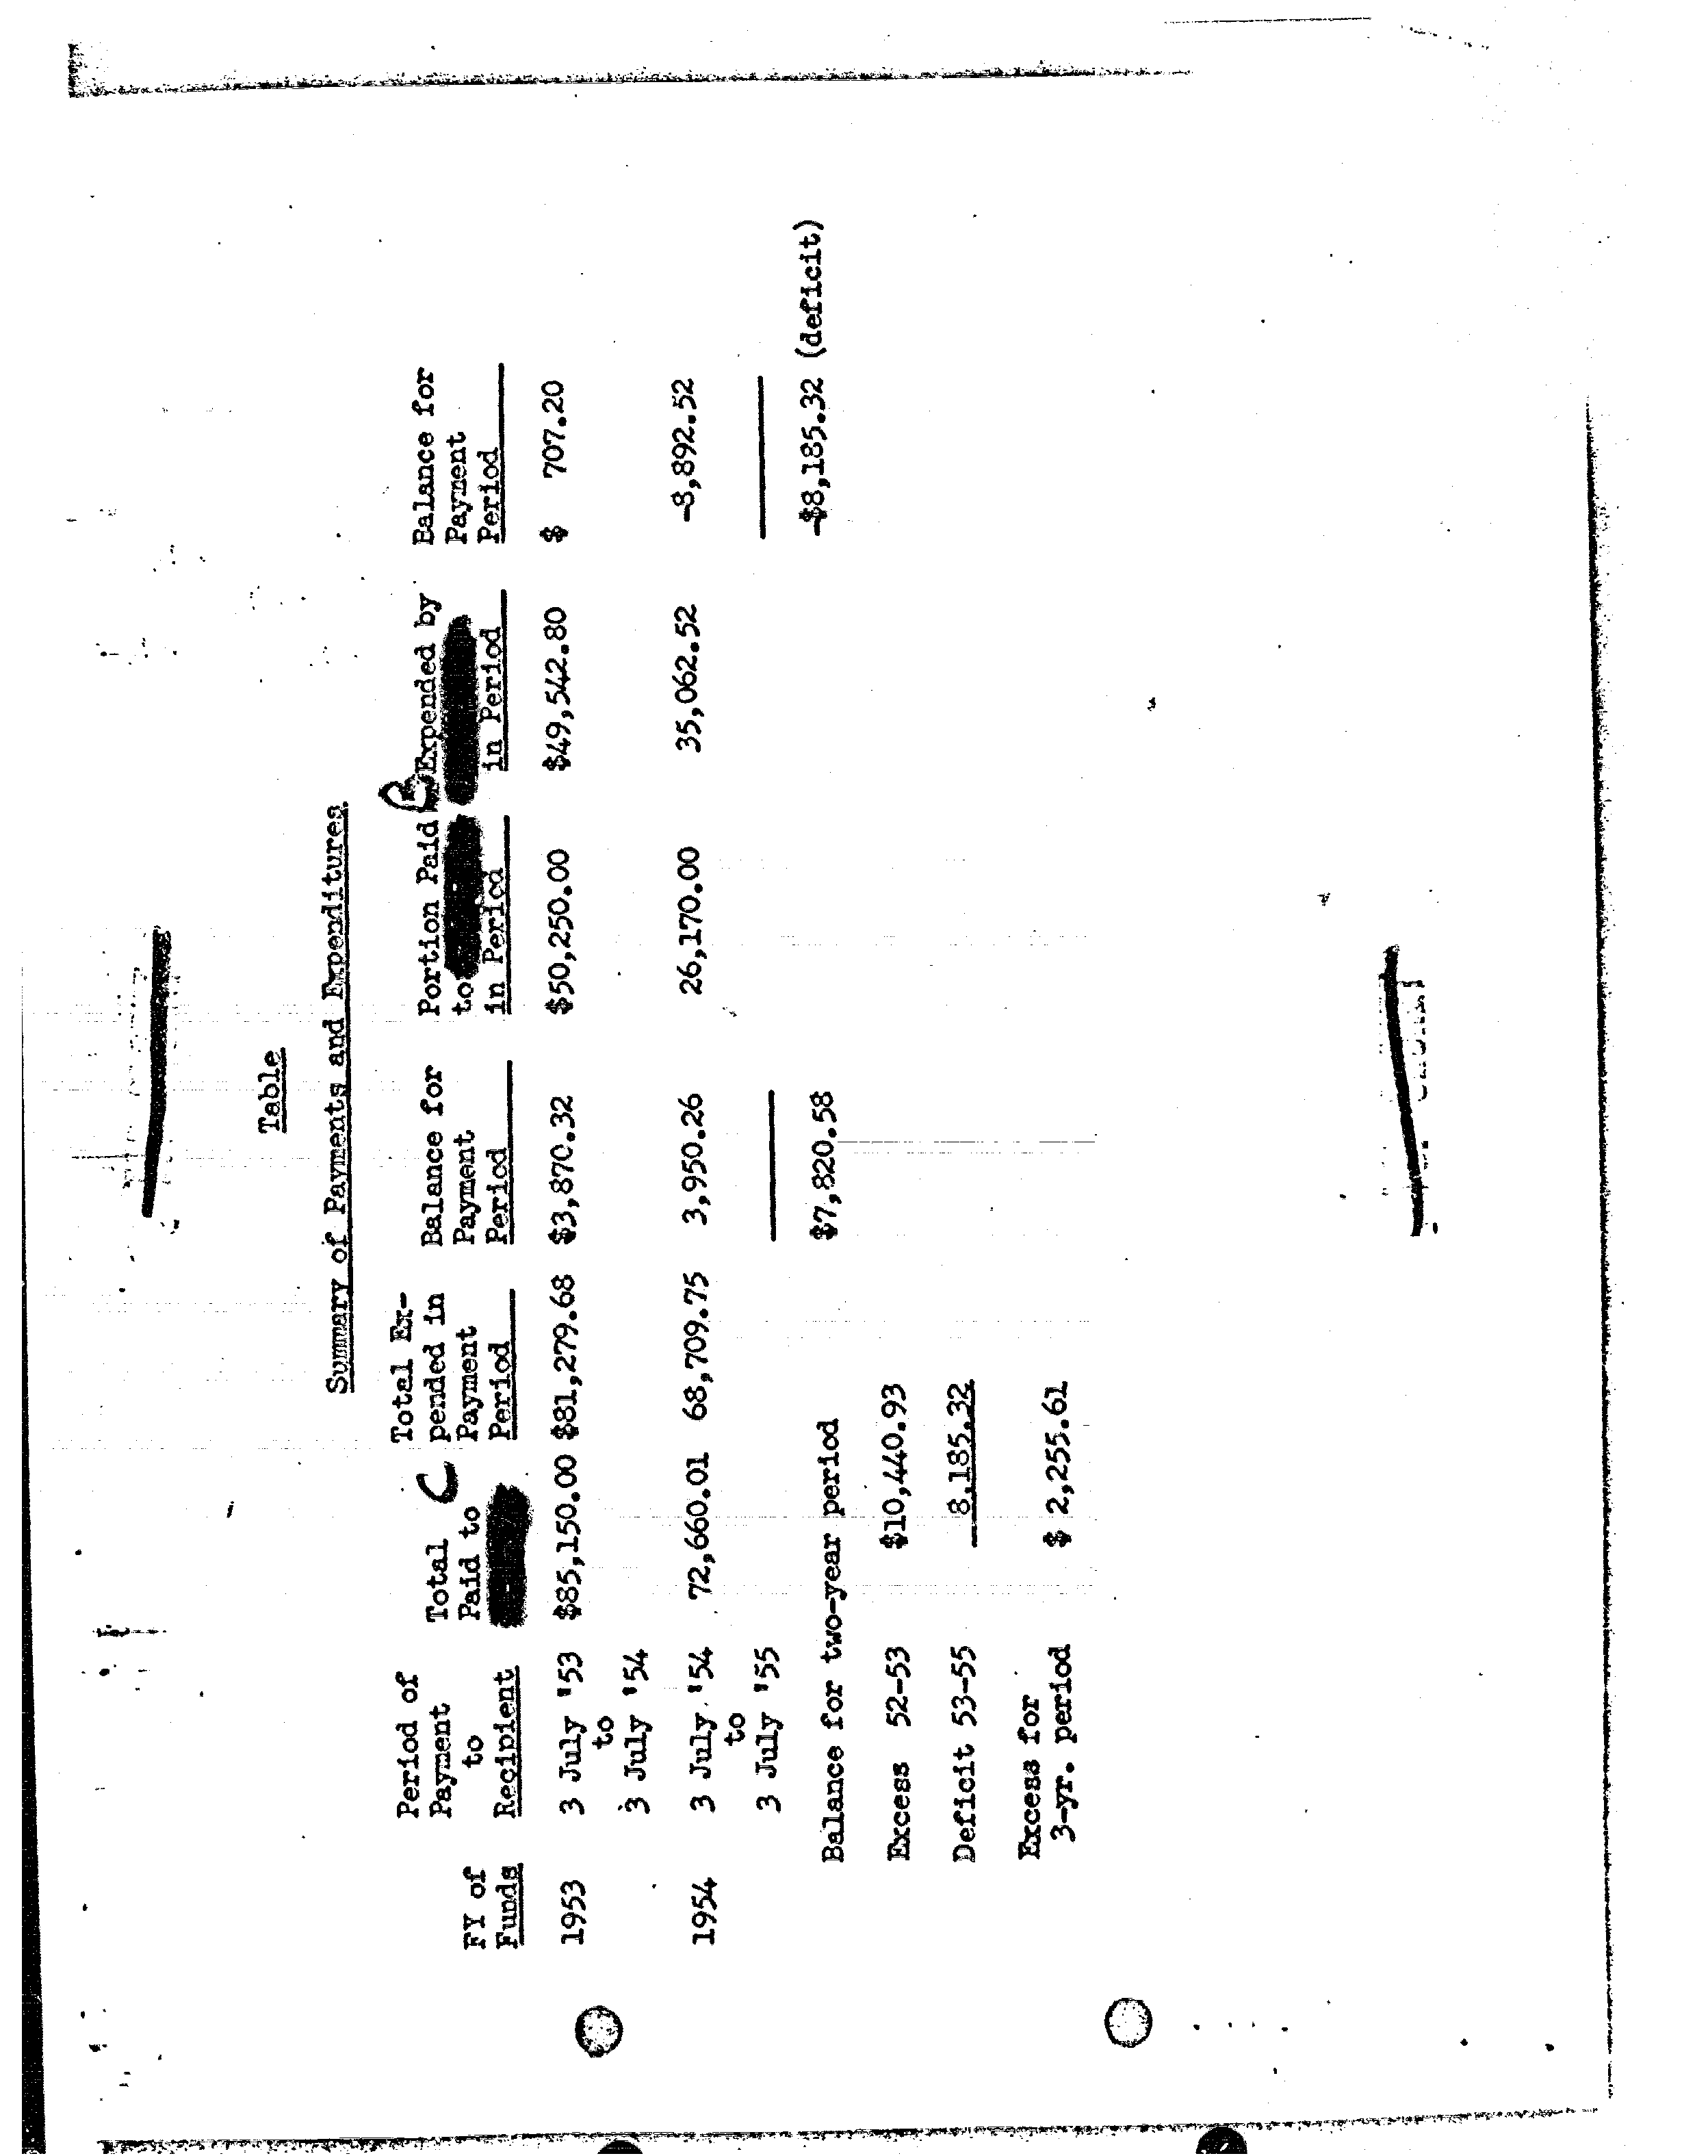 Table
Summary of Payments and Expenditures
FY of Funds Period of Payment to Recipient Total Paid to C Total Ex-pended in Payment Period Balance for Payment Period Portion Paid to in Period B Expended by in Period Balance for Payment Period
1953 3 July '53 $85,150.00 $81,279.68 $3,870.32 $50,250.00 $49,542.80 $ 707.20
to
3 July '54
1954 3 July '54 72,660.01 68,709.75 3,950.26 26,170.00 35,062.52 -8,892.52
to
3 July '55
Balance for two-year period $7,820.58 -$8,185.32 (deficit)
Excess 52-53 $10,440.93
Deficit 53-55 8,185.32
Excess for
3-yr. period $ 2,255.61